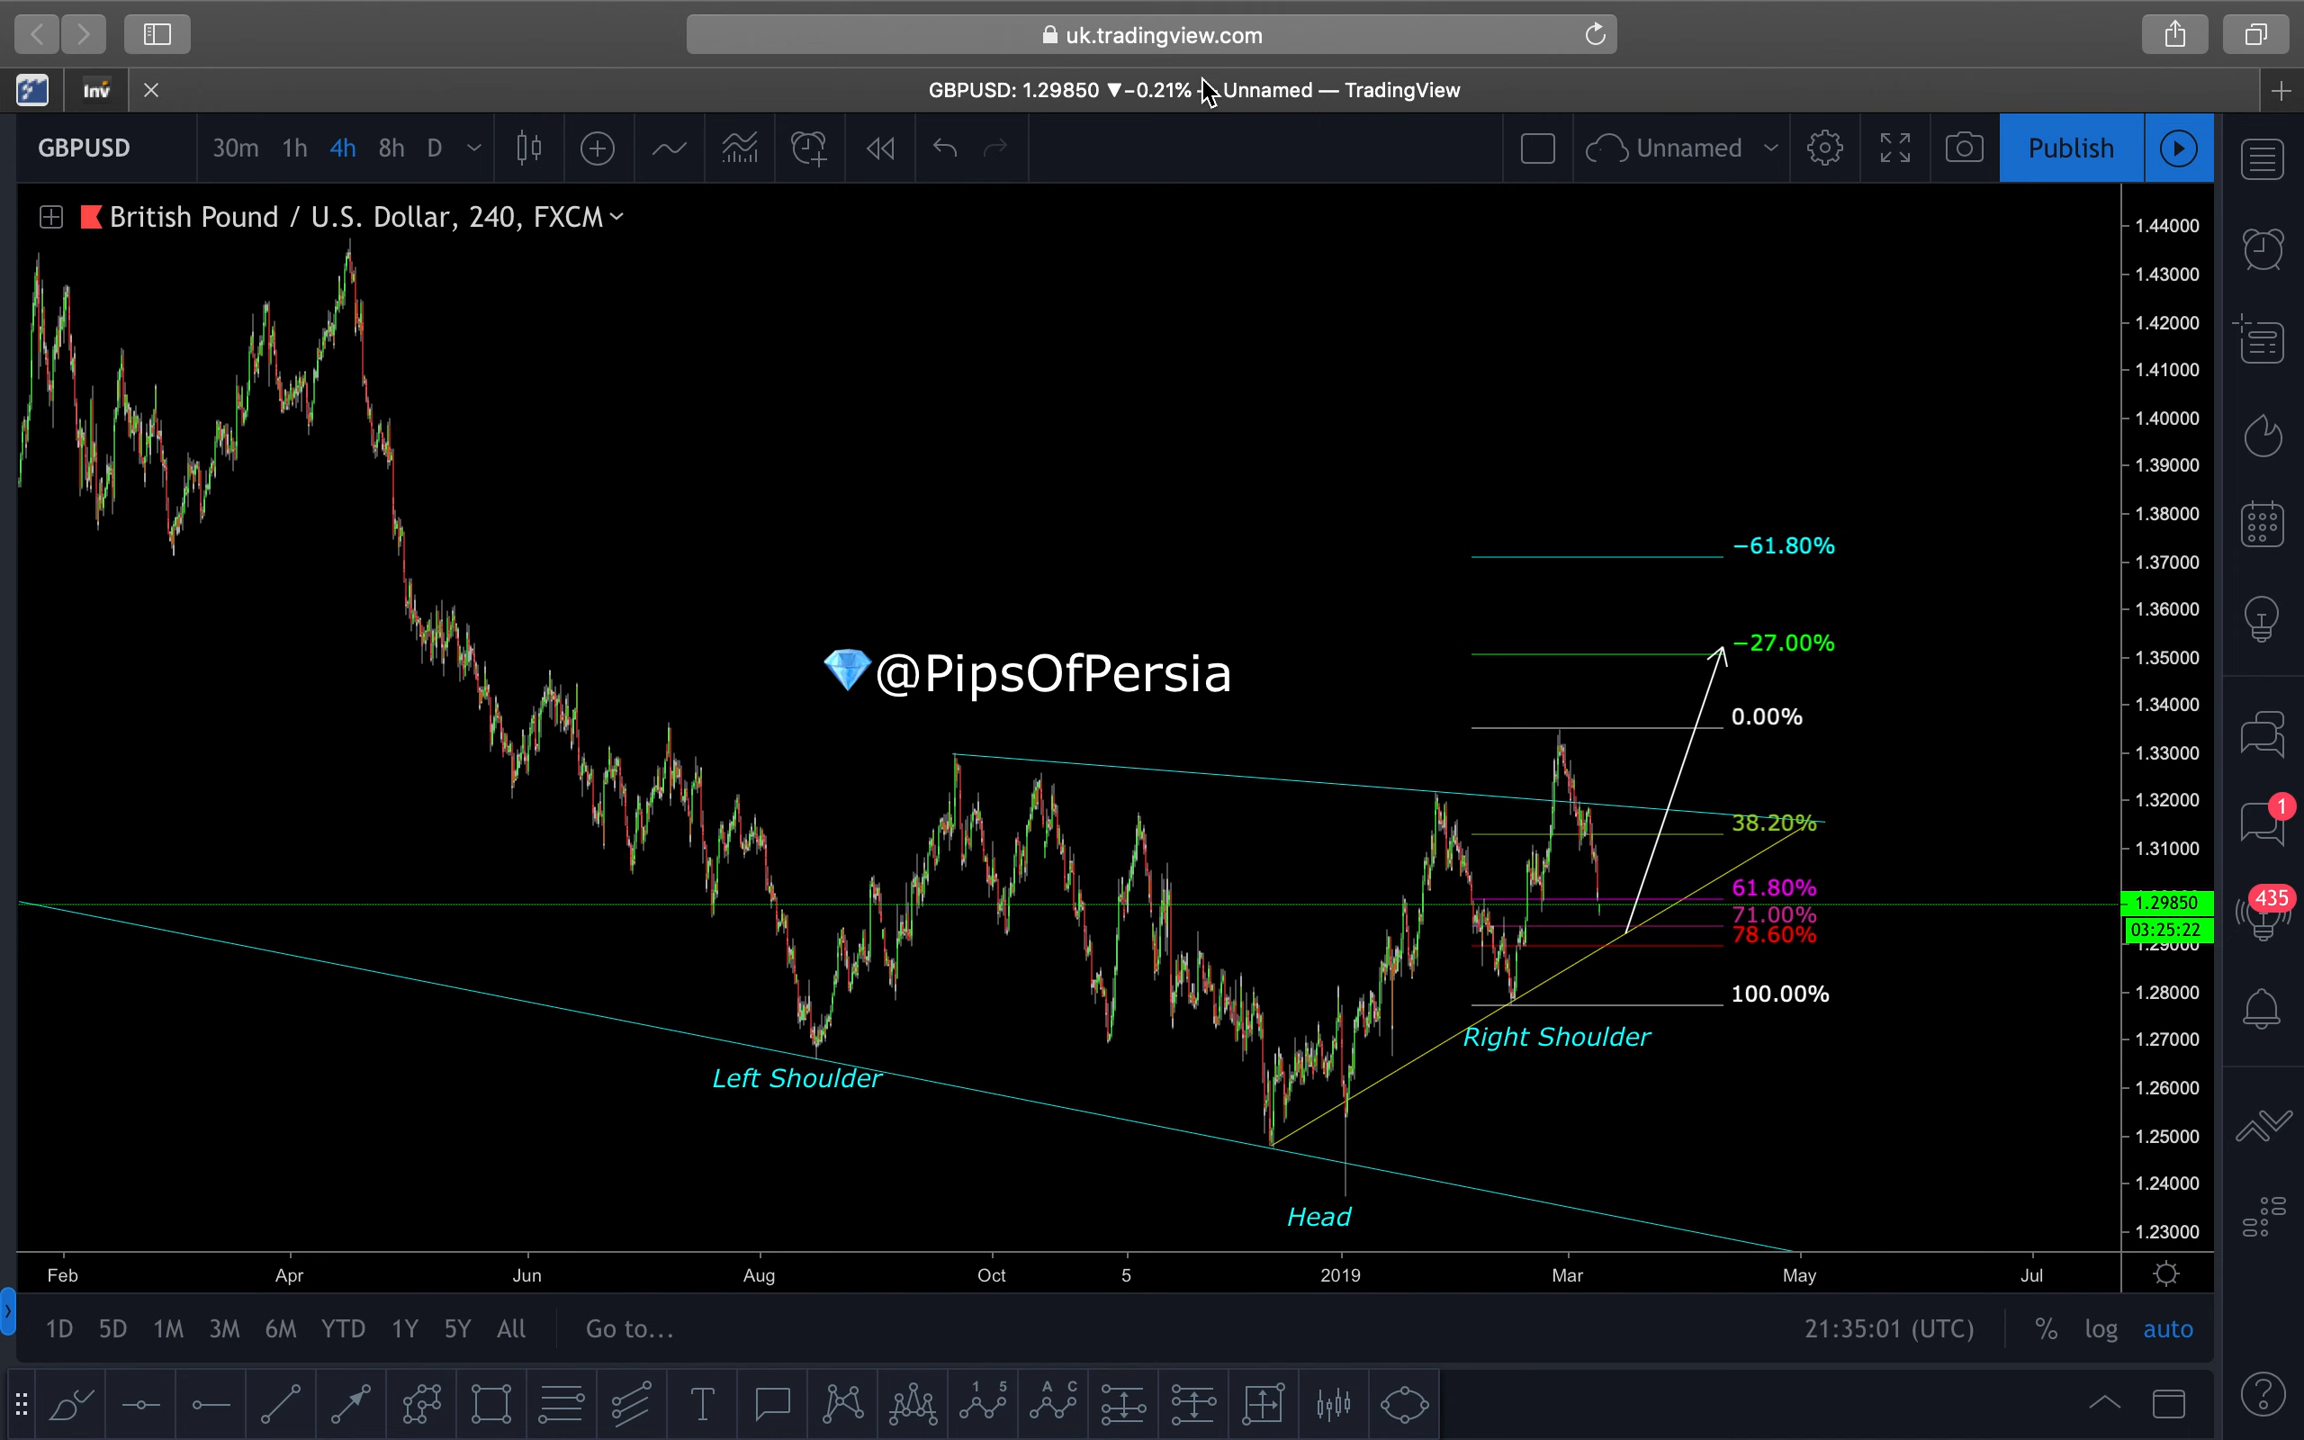 uk.tradingview.com
Inv
GBPUSD: 1.29850 ▼−0.21% Unnamed — TradingView
GBPUSD 30m 1h 4h 8h D Unnamed Publish
British Pound / U.S. Dollar, 240, FXCM
1.44000
1.43000
1.42000
1.41000
1.40000
1.39000
1.38000
−61.80%
1.37000
1.36000
−27.00%
1.35000
💎@PipsOfPersia
0.00%
1.34000
1.33000
1.32000
1
38.20%
1.31000
61.80%
1.29850
435
71.00%
03:25:22
78.60%
1.29000
100.00%
1.28000
Right Shoulder
1.27000
Left Shoulder
1.26000
1.25000
1.24000
Head
1.23000
Feb Apr Jun Aug Oct 5 2019 Mar May Jul
1D 5D 1M 3M 6M YTD 1Y 5Y All Go to... 21:35:01 (UTC) % log auto
T 1 5 A C ?